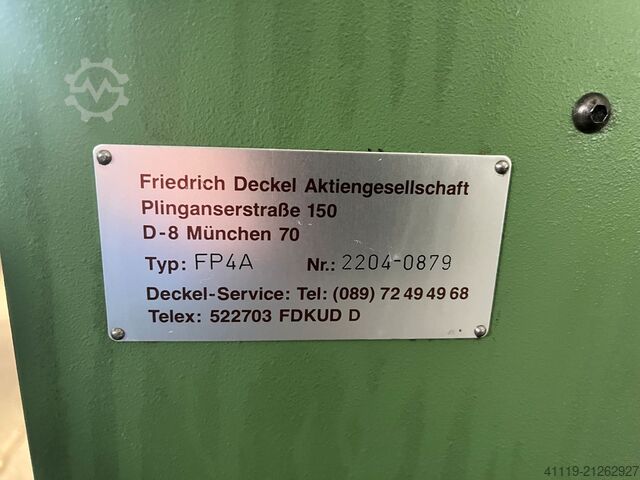 Friedrich Deckel Aktiengesellschaft
Plinganserstraße 150
D-8 München 70
Typ: FP4A Nr.: 2204-0879
Deckel-Service: Tel: (089) 72 49 49 68
Telex: 522703 FDKUD D
41119-21262927